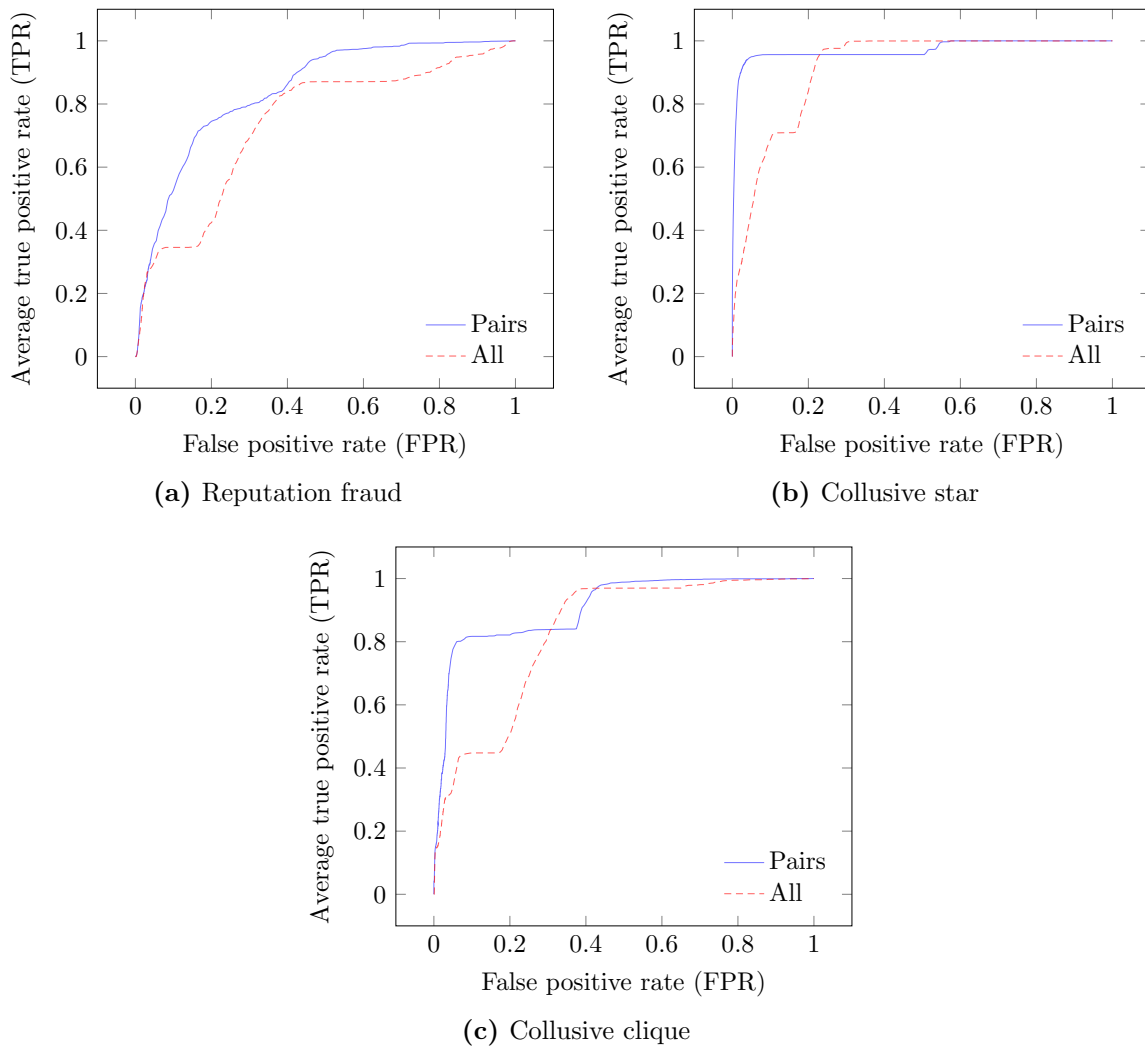 Average true positive rate (TPR)
1
0.8
0.6
0.4
0.2
0
Pairs
All
0 0.2 0.4 0.6 0.8 1
False positive rate (FPR)
(a) Reputation fraud
Average true positive rate (TPR)
1
0.8
0.6
0.4
0.2
0
Pairs
All
0 0.2 0.4 0.6 0.8 1
False positive rate (FPR)
(b) Collusive star
Average true positive rate (TPR)
1
0.8
0.6
0.4
0.2
0
Pairs
All
0 0.2 0.4 0.6 0.8 1
False positive rate (FPR)
(c) Collusive clique